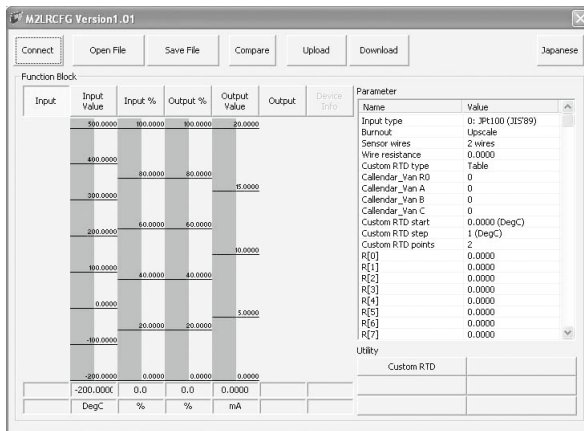 M2LRCFG Version1.01
Connect Open File Save File Compare Upload Download Japanese
Function Block
Input Input Value Input % Output % Output Value Output Device Info
500.0000 100.0000 100.0000 20.0000
400.0000
80.0000 80.0000
15.0000
300.0000
60.0000 60.0000
200.0000
10.0000
100.0000
40.0000 40.0000
0.0000
5.0000
20.0000 20.0000
-100.0000
-200.0000 0.0000 0.0000 0.0000
-200.000( 0.0 0.0 0.0000
DegC % % mA
Parameter
Name Value
Input type 0: JPt100 (JIS'89)
Burnout Upscale
Sensor wires 2 wires
Wire resistance 0.0000
Custom RTD type Table
Callendar_Van R0 0
Callendar_Van A 0
Callendar_Van B 0
Callendar_Van C 0
Custom RTD start 0.0000 (DegC)
Custom RTD step 1 (DegC)
Custom RTD points 2
R[0] 0.0000
R[1] 0.0000
R[2] 0.0000
R[3] 0.0000
R[4] 0.0000
R[5] 0.0000
R[6] 0.0000
R[7] 0.0000
Utility
Custom RTD